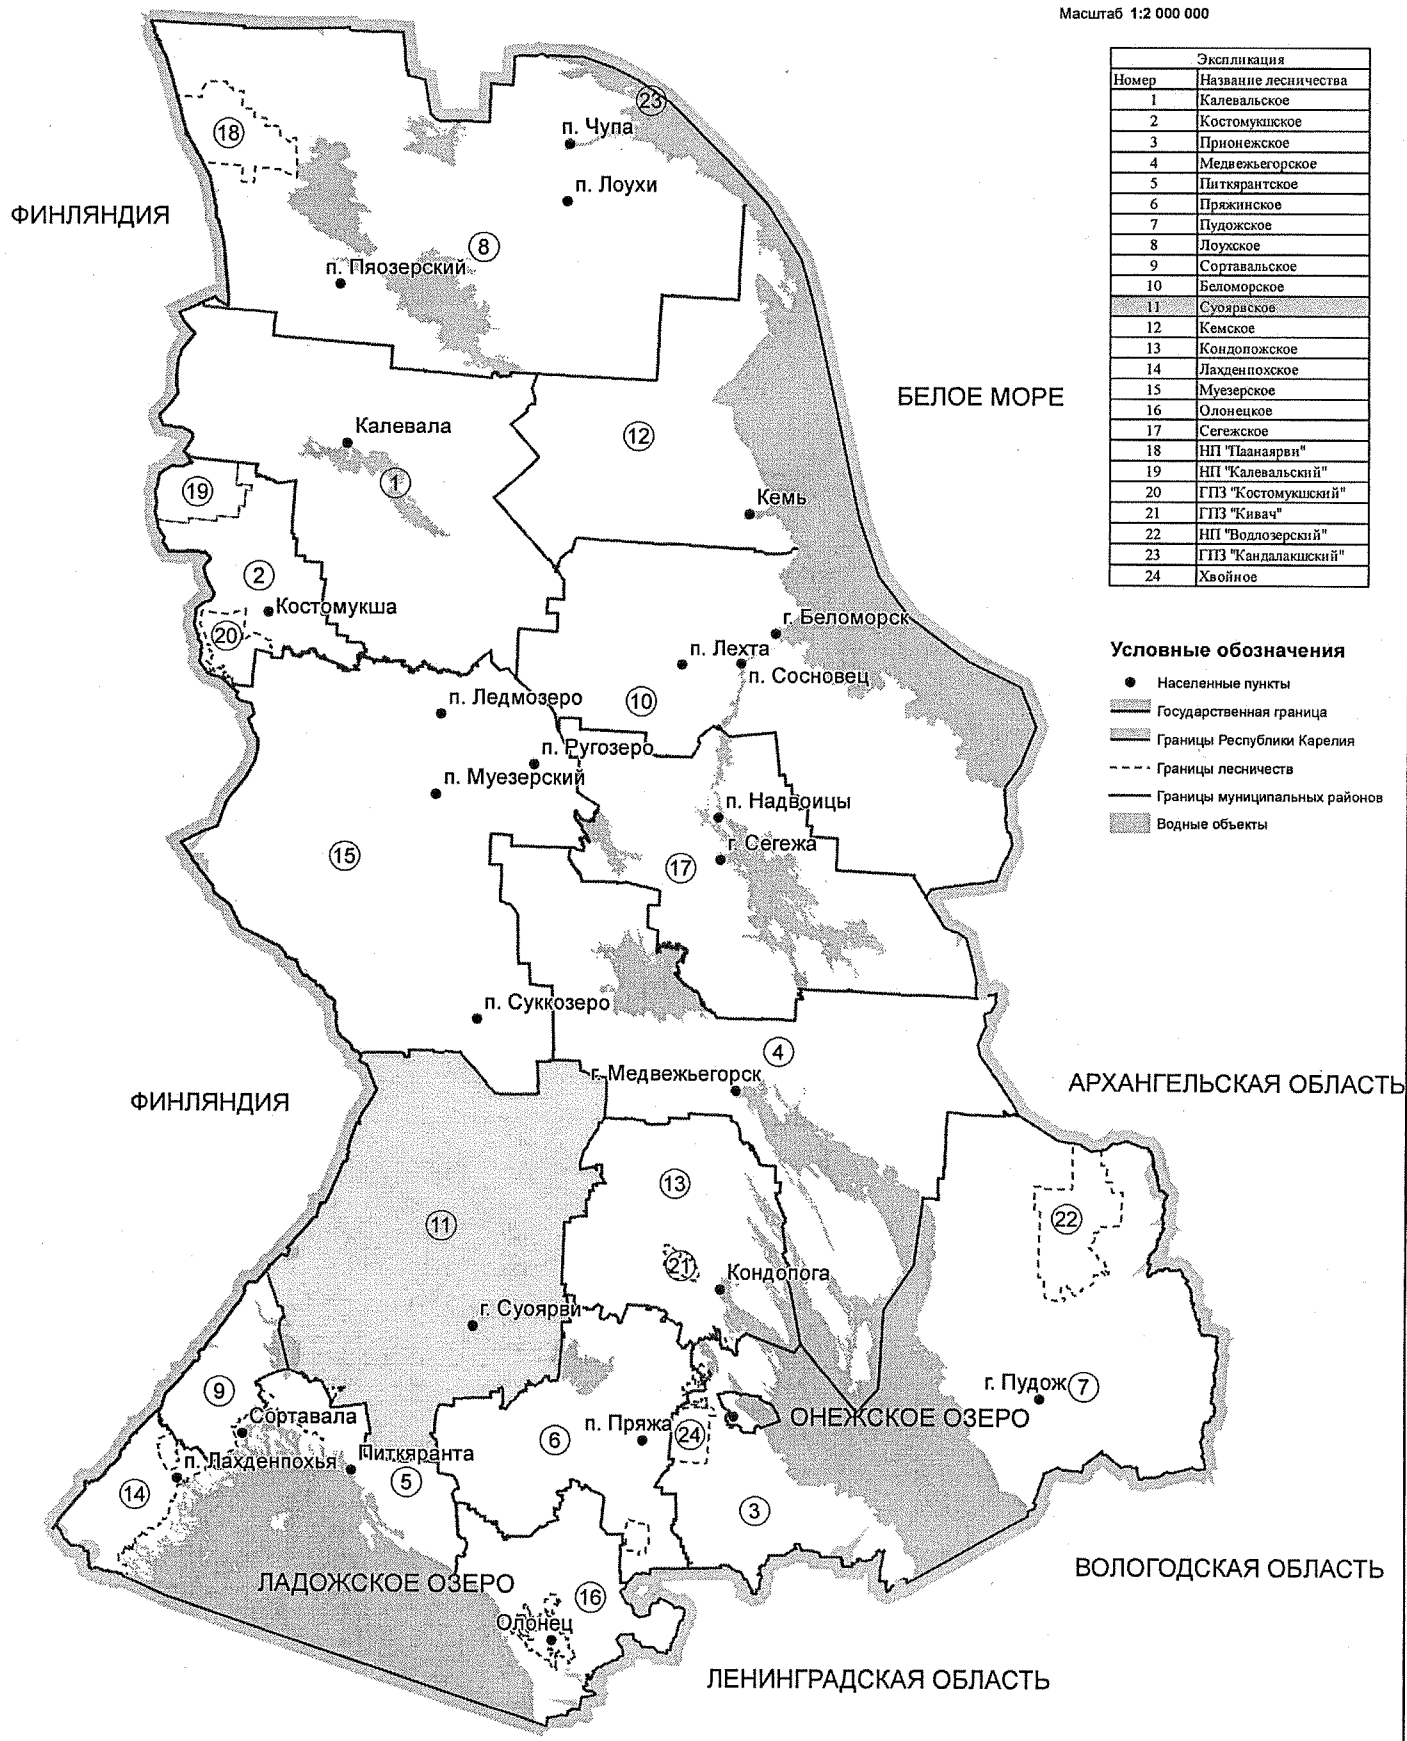 Масштаб 1:2 000 000
Экспликация
Номер Название лесничества
1 Калевальское
2 Костомукшское
3 Прионежское
4 Медвежьегорское
5 Питкярантское
6 Пряжинское
7 Пудожское
8 Лоухское
9 Сортавальское
10 Беломорское
11 Суоярвское
12 Кемское
13 Кондопожское
14 Лахденпохское
15 Муезерское
16 Олонецкое
17 Сегежское
18 НП "Паанаярви"
19 НП "Калевальский"
20 ГПЗ "Костомукшский"
21 ГПЗ "Кивач"
22 НП "Водлозерский"
23 ГПЗ "Кандалакшский"
24 Хвойное
Условные обозначения
Населенные пункты
Государственная граница
Границы Республики Карелия
Границы лесничеств
Границы муниципальных районов
Водные объекты
23
18
п. Чупа
п. Лоухи
ФИНЛЯНДИЯ
8
п. Пяозерский
БЕЛОЕ МОРЕ
Калевала
12
1
19
Кемь
2
Костомукша
20
г. Беломорск
п. Лехта
п. Сосновец
10
п. Ледмозеро
п. Ругозеро
п. Муезерский
п. Надвоицы
г. Сегежа
15
17
п. Суккозеро
4
г. Медвежьегорск
АРХАНГЕЛЬСКАЯ ОБЛАСТЬ
ФИНЛЯНДИЯ
13
22
11
21
Кондопога
г. Суоярви
9
г. Пудож
7
Сортавала
ОНЕЖСКОЕ ОЗЕРО
п. Пряжа
24
6
Питкяранта
п. Лахденпохья
5
14
3
ВОЛОГОДСКАЯ ОБЛАСТЬ
ЛАДОЖСКОЕ ОЗЕРО
16
Олонец
ЛЕНИНГРАДСКАЯ ОБЛАСТЬ